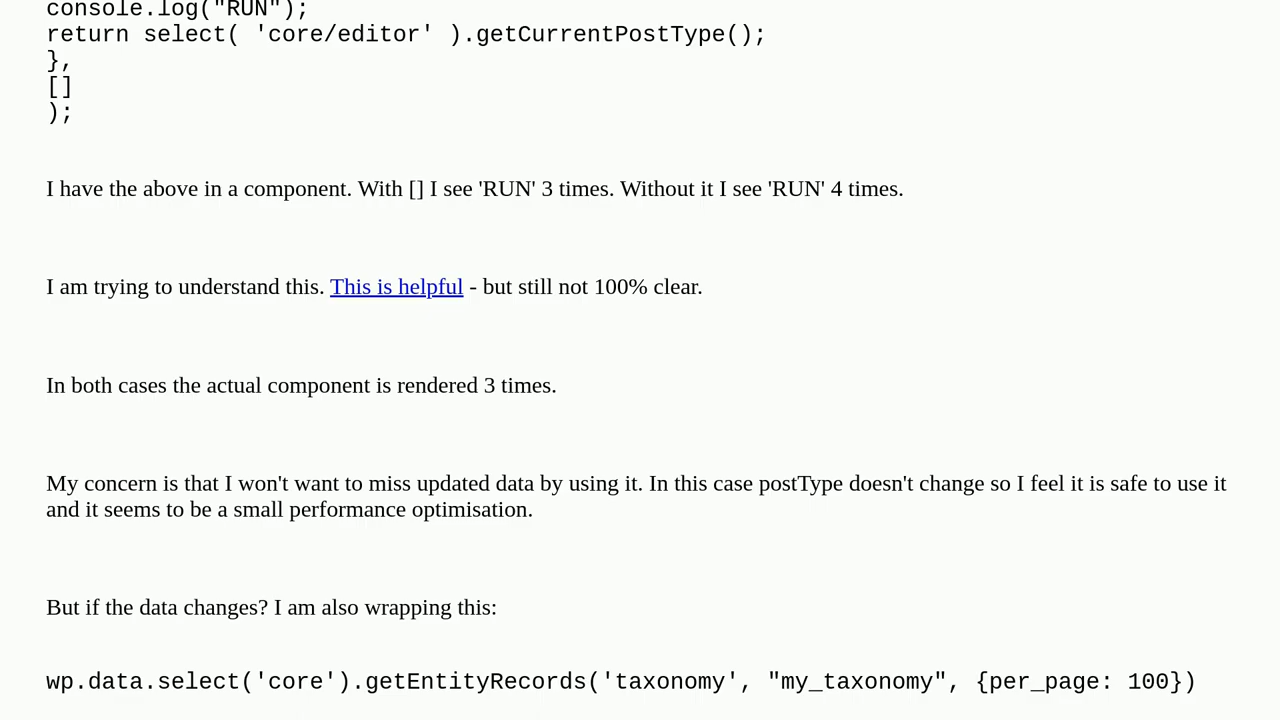 console.log("RUN");
return select( 'core/editor' ).getCurrentPostType();
},
[]
);
I have the above in a component. With [] I see 'RUN' 3 times. Without it I see 'RUN' 4 times.
I am trying to understand this. This is helpful - but still not 100% clear.
In both cases the actual component is rendered 3 times.
My concern is that I won't want to miss updated data by using it. In this case postType doesn't change so I feel it is safe to use it
and it seems to be a small performance optimisation.
But if the data changes? I am also wrapping this:
wp.data.select('core').getEntityRecords('taxonomy', "my_taxonomy", {per_page: 100})